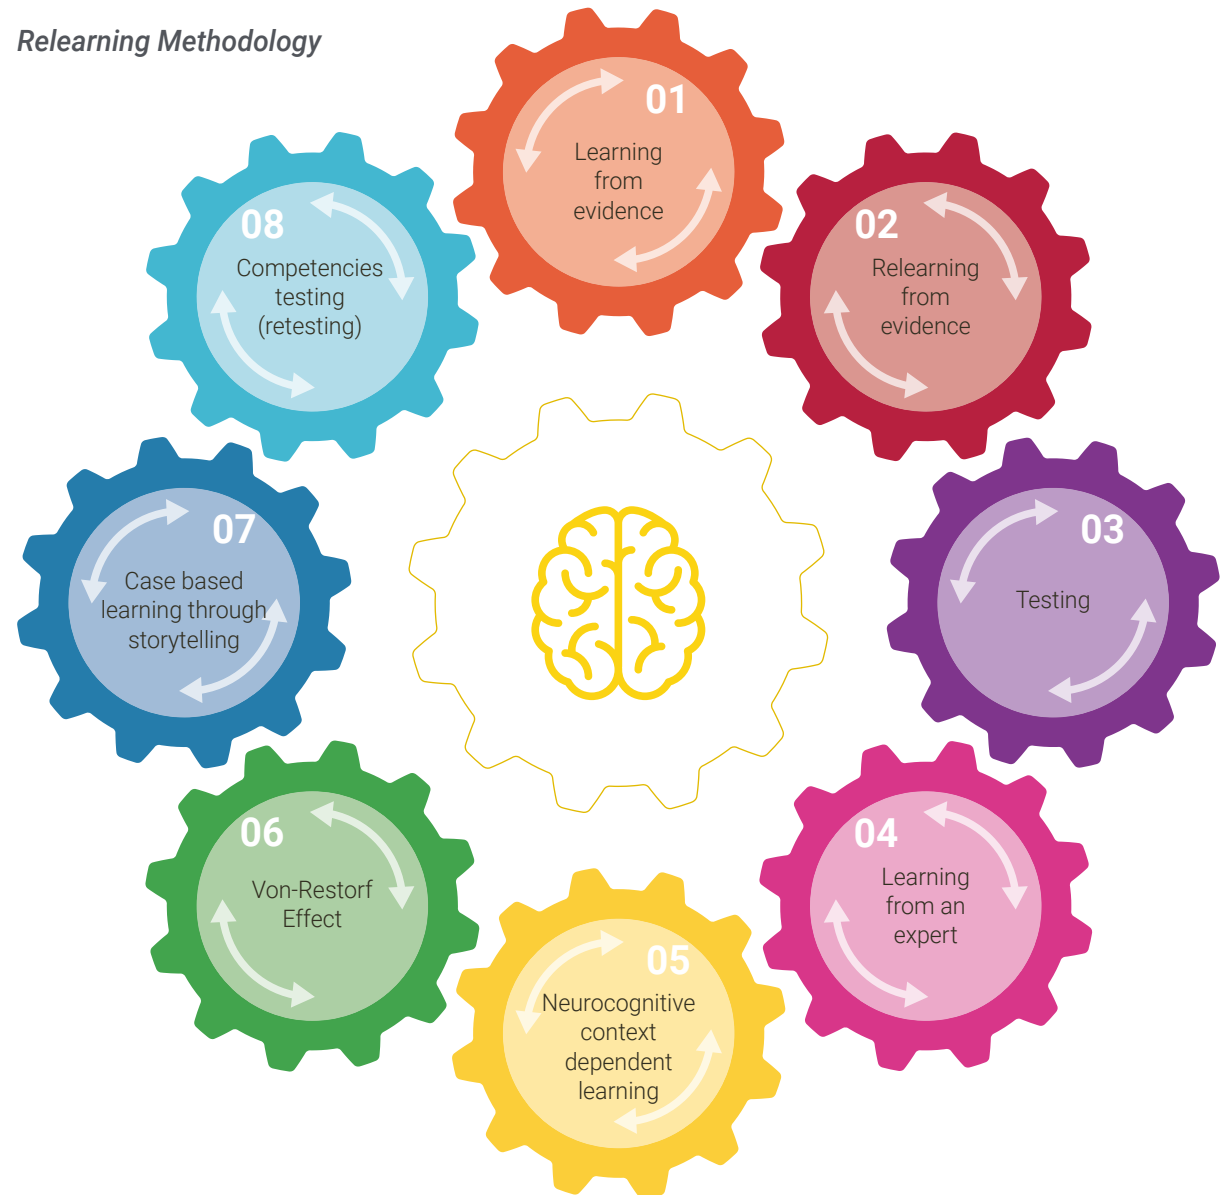 Relearning Methodology
01
Learning
from
evidence
02
Relearning
from
evidence
03
Testing
04
Learning
from an
expert
05
Neurocognitive
context
dependent
learning
06
Von-Restorf
Effect
07
Case based
learning through
storytelling
08
Competencies
testing
(retesting)